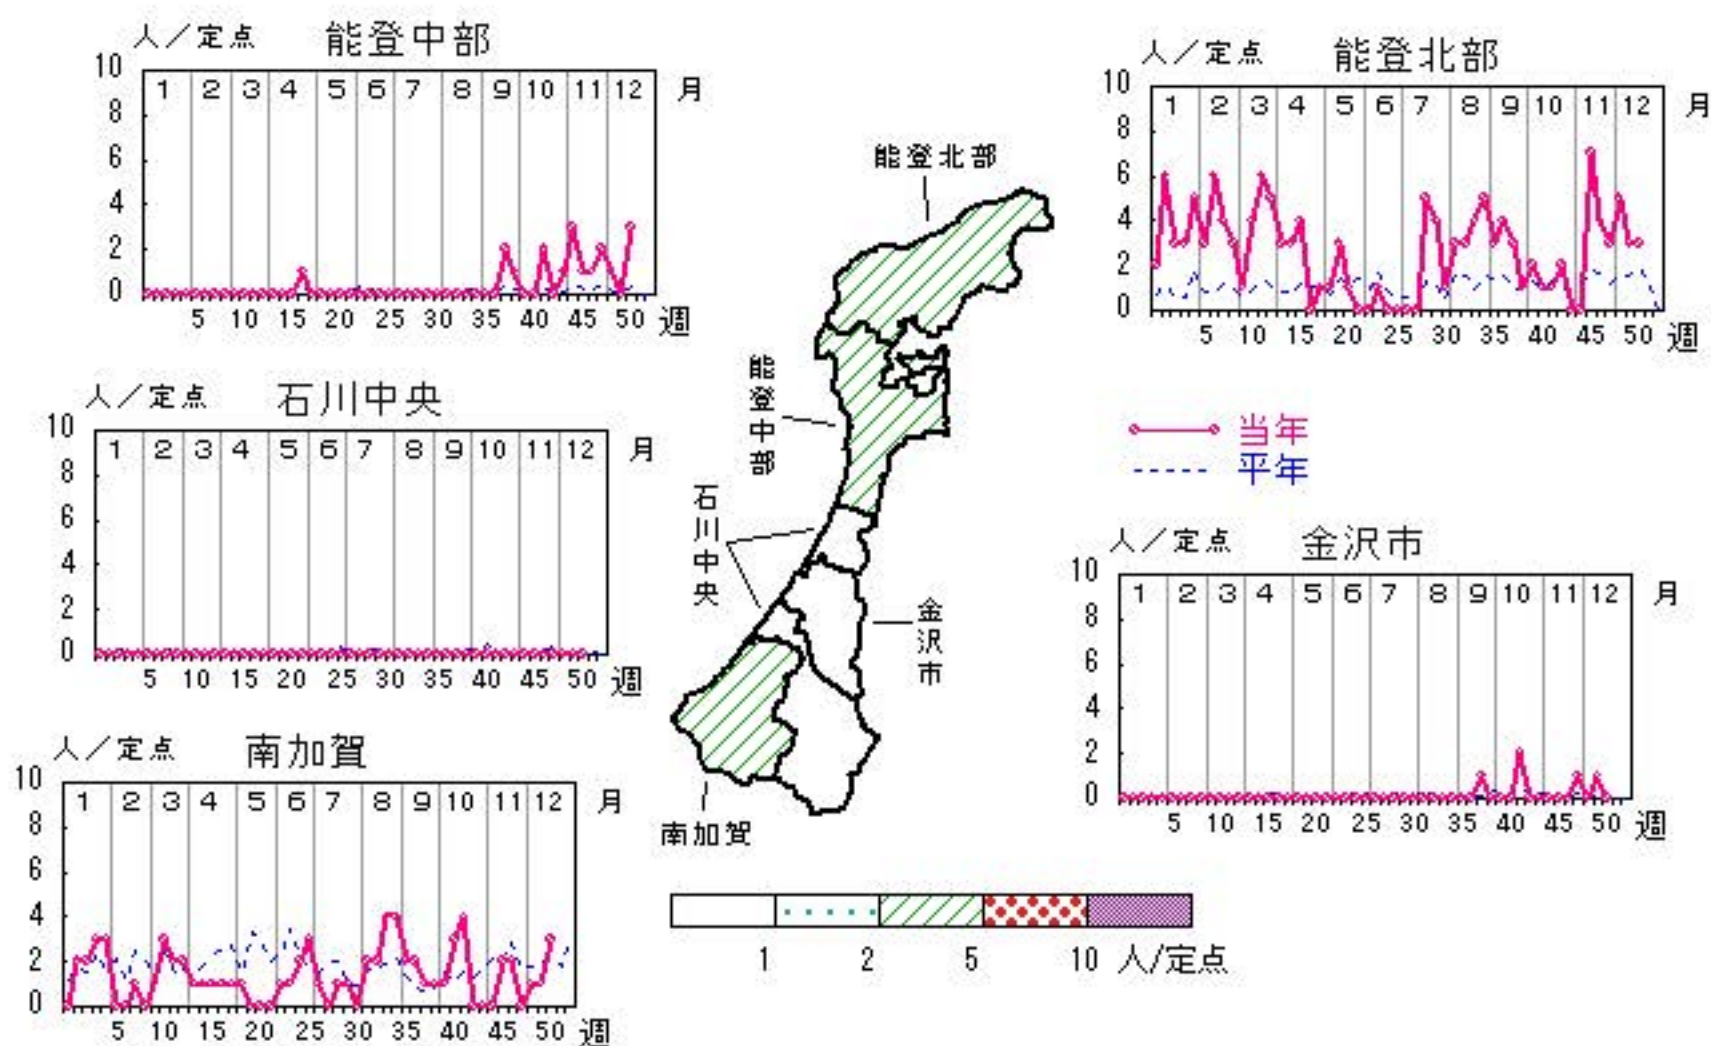 人／定点 能登中部
10 8 6 4 2 0
1 2 3 4 5 6 7 8 9 10 11 12 月
5 10 15 20 25 30 35 40 45 50 週
人／定点 能登北部
10 8 6 4 2 0
1 2 3 4 5 6 7 8 9 10 11 12 月
5 10 15 20 25 30 35 40 45 50 週
人／定点 石川中央
10 8 6 4 2 0
1 2 3 4 5 6 7 8 9 10 11 12 月
5 10 15 20 25 30 35 40 45 50 週
能登北部
能登中部
石川中央
金沢市
南加賀
当年
平年
人／定点 金沢市
10 8 6 4 2 0
1 2 3 4 5 6 7 8 9 10 11 12 月
5 10 15 20 25 30 35 40 45 50 週
人／定点 南加賀
10 8 6 4 2 0
1 2 3 4 5 6 7 8 9 10 11 12 月
5 10 15 20 25 30 35 40 45 50 週
1 2 5 10 人/定点